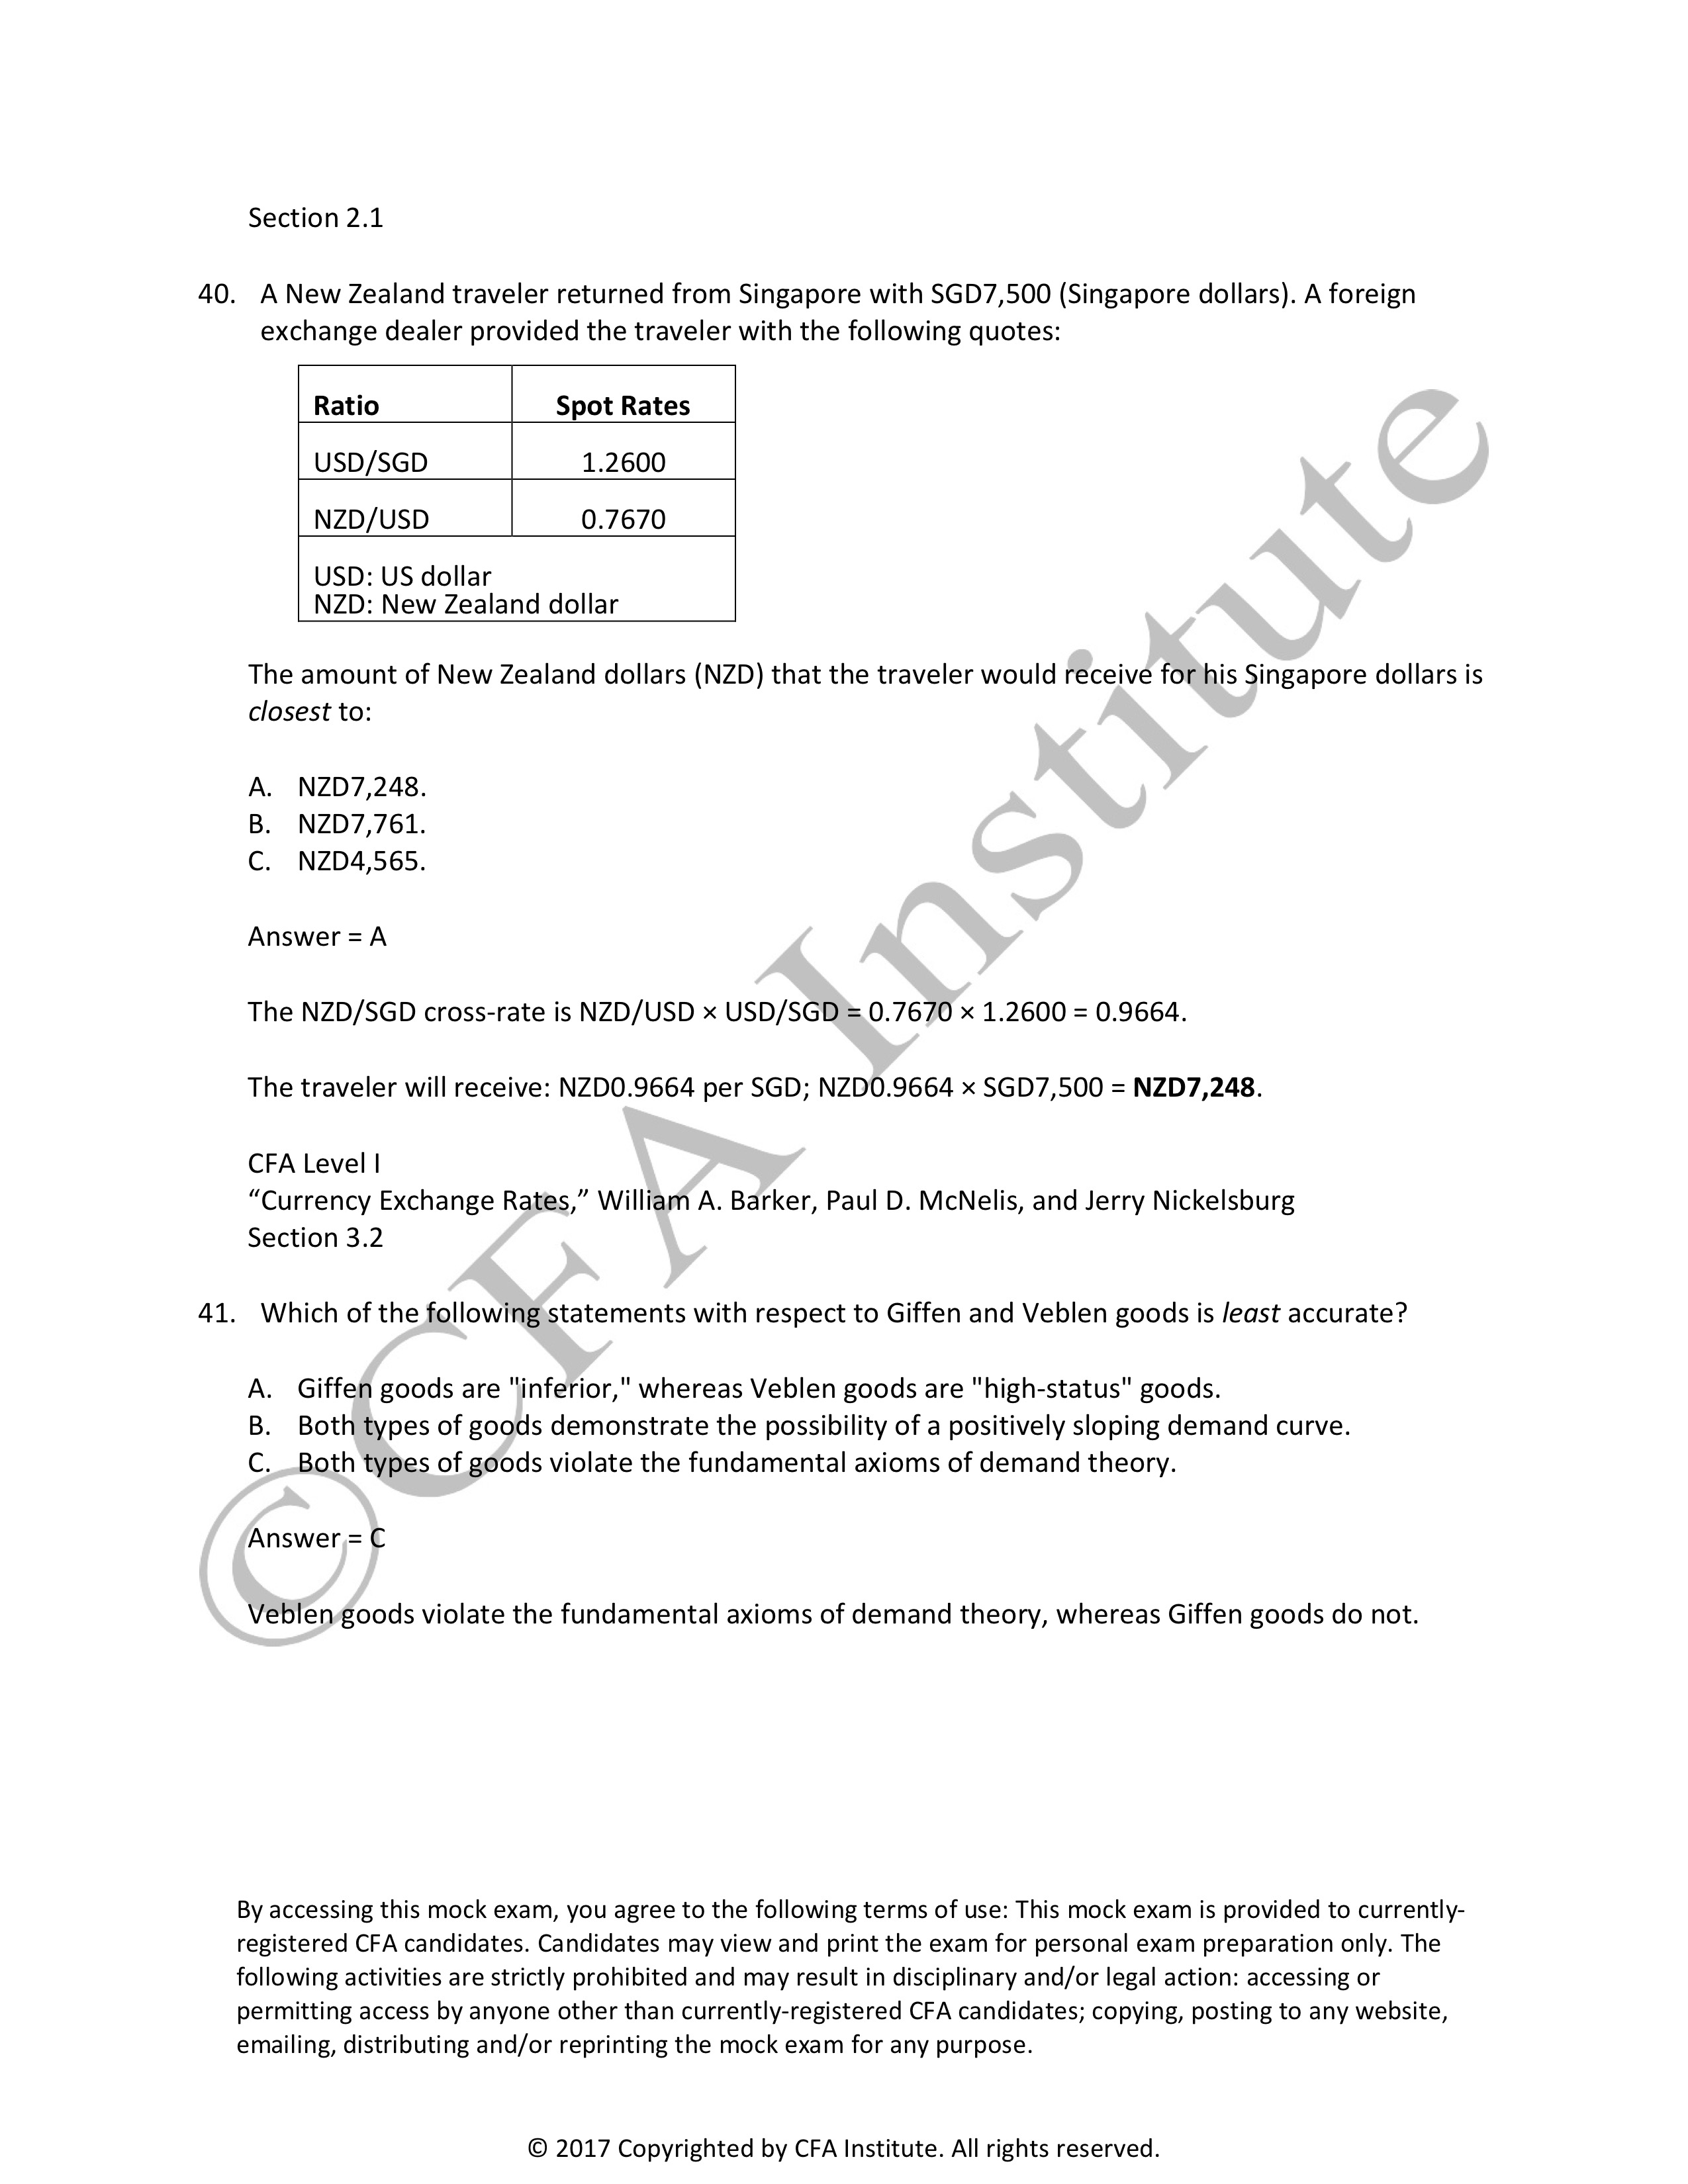 Section 2.1
40. A New Zealand traveler returned from Singapore with SGD7,500 (Singapore dollars). A foreign
exchange dealer provided the traveler with the following quotes:
Ratio Spot Rates
USD/SGD 1.2600
NZD/USD 0.7670
USD: US dollar
NZD: New Zealand dollar
The amount of New Zealand dollars (NZD) that the traveler would receive for his Singapore dollars is
closest to:
A. NZD7,248.
B. NZD7,761.
C. NZD4,565.
Answer = A
The NZD/SGD cross-rate is NZD/USD × USD/SGD = 0.7670 × 1.2600 = 0.9664.
The traveler will receive: NZD0.9664 per SGD; NZD0.9664 × SGD7,500 = NZD7,248.
CFA Level I
“Currency Exchange Rates,” William A. Barker, Paul D. McNelis, and Jerry Nickelsburg
Section 3.2
41. Which of the following statements with respect to Giffen and Veblen goods is least accurate?
A. Giffen goods are "inferior," whereas Veblen goods are "high-status" goods.
B. Both types of goods demonstrate the possibility of a positively sloping demand curve.
C. Both types of goods violate the fundamental axioms of demand theory.
Answer = C
Veblen goods violate the fundamental axioms of demand theory, whereas Giffen goods do not.
By accessing this mock exam, you agree to the following terms of use: This mock exam is provided to currently-
registered CFA candidates. Candidates may view and print the exam for personal exam preparation only. The
following activities are strictly prohibited and may result in disciplinary and/or legal action: accessing or
permitting access by anyone other than currently-registered CFA candidates; copying, posting to any website,
emailing, distributing and/or reprinting the mock exam for any purpose.
© 2017 Copyrighted by CFA Institute. All rights reserved.
© CFA Institute